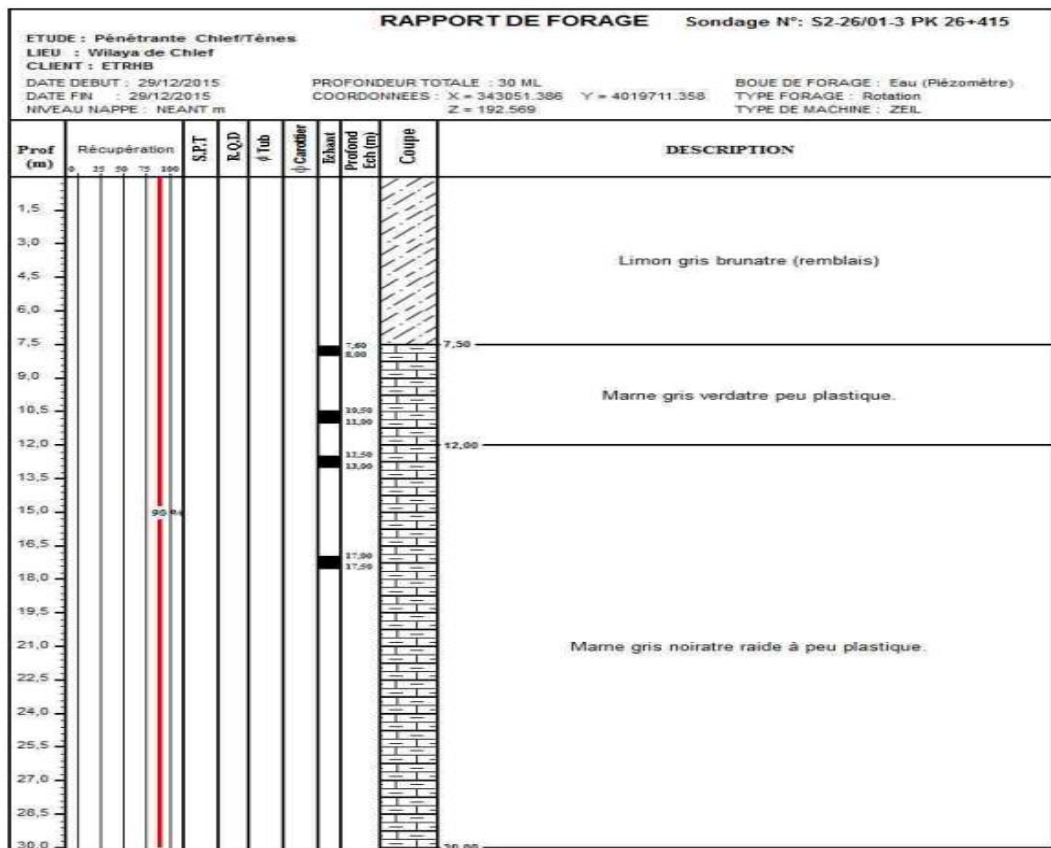 RAPPORT DE FORAGE Sondage N°: S2-26/01-3 PK 26+415
ETUDE : Pénétrante Chlef/Ténes
LIEU : Wilaya de Chlef
CLIENT : ETRHB
DATE DEBUT : 29/12/2015 PROFONDEUR TOTALE : 30 ML BOUE DE FORAGE : Eau (Piézomètre)
DATE FIN : 29/12/2015 COORDONNEES : X = 343051.386 Y = 4019711.358 TYPE FORAGE : Rotation
NIVEAU NAPPE : NEANT m Z = 192.569 TYPE DE MACHINE : ZEIL
Prof (m) Récupération S.P.T R.Q.D ϕ Tub ϕ Carottier Echant Profond Ech (m) Coupe DESCRIPTION
0 25 50 75 100
1,5
3,0
Limon gris brunatre (remblais)
4,5
6,0
7,5 7,60 7,50
8,00
9,0
Marne gris verdatre peu plastique.
10,5 10,50
11,00
12,0 12,00
12,50
13,00
13,5
15,0 90 %
16,5
17,00
17,50
18,0
19,5
21,0 Marne gris noiratre raide à peu plastique.
22,5
24,0
25,5
27,0
28,5
30,0 30,00